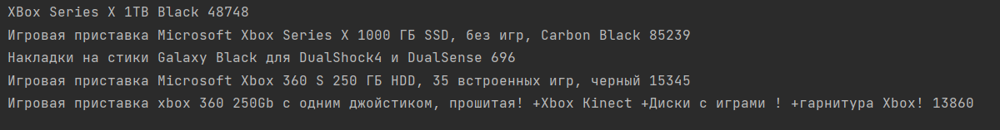 XBox Series X 1TB Black 48748
Игровая приставка Microsoft Xbox Series X 1000 ГБ SSD, без игр, Carbon Black 85239
Накладки на стики Galaxy Black для DualShock4 и DualSense 696
Игровая приставка Microsoft Xbox 360 S 250 ГБ HDD, 35 встроенных игр, черный 15345
Игровая приставка xbox 360 250Gb с одним джойстиком, прошитая! +Xbox Kinect +Диски с играми ! +гарнитура Xbox! 13860